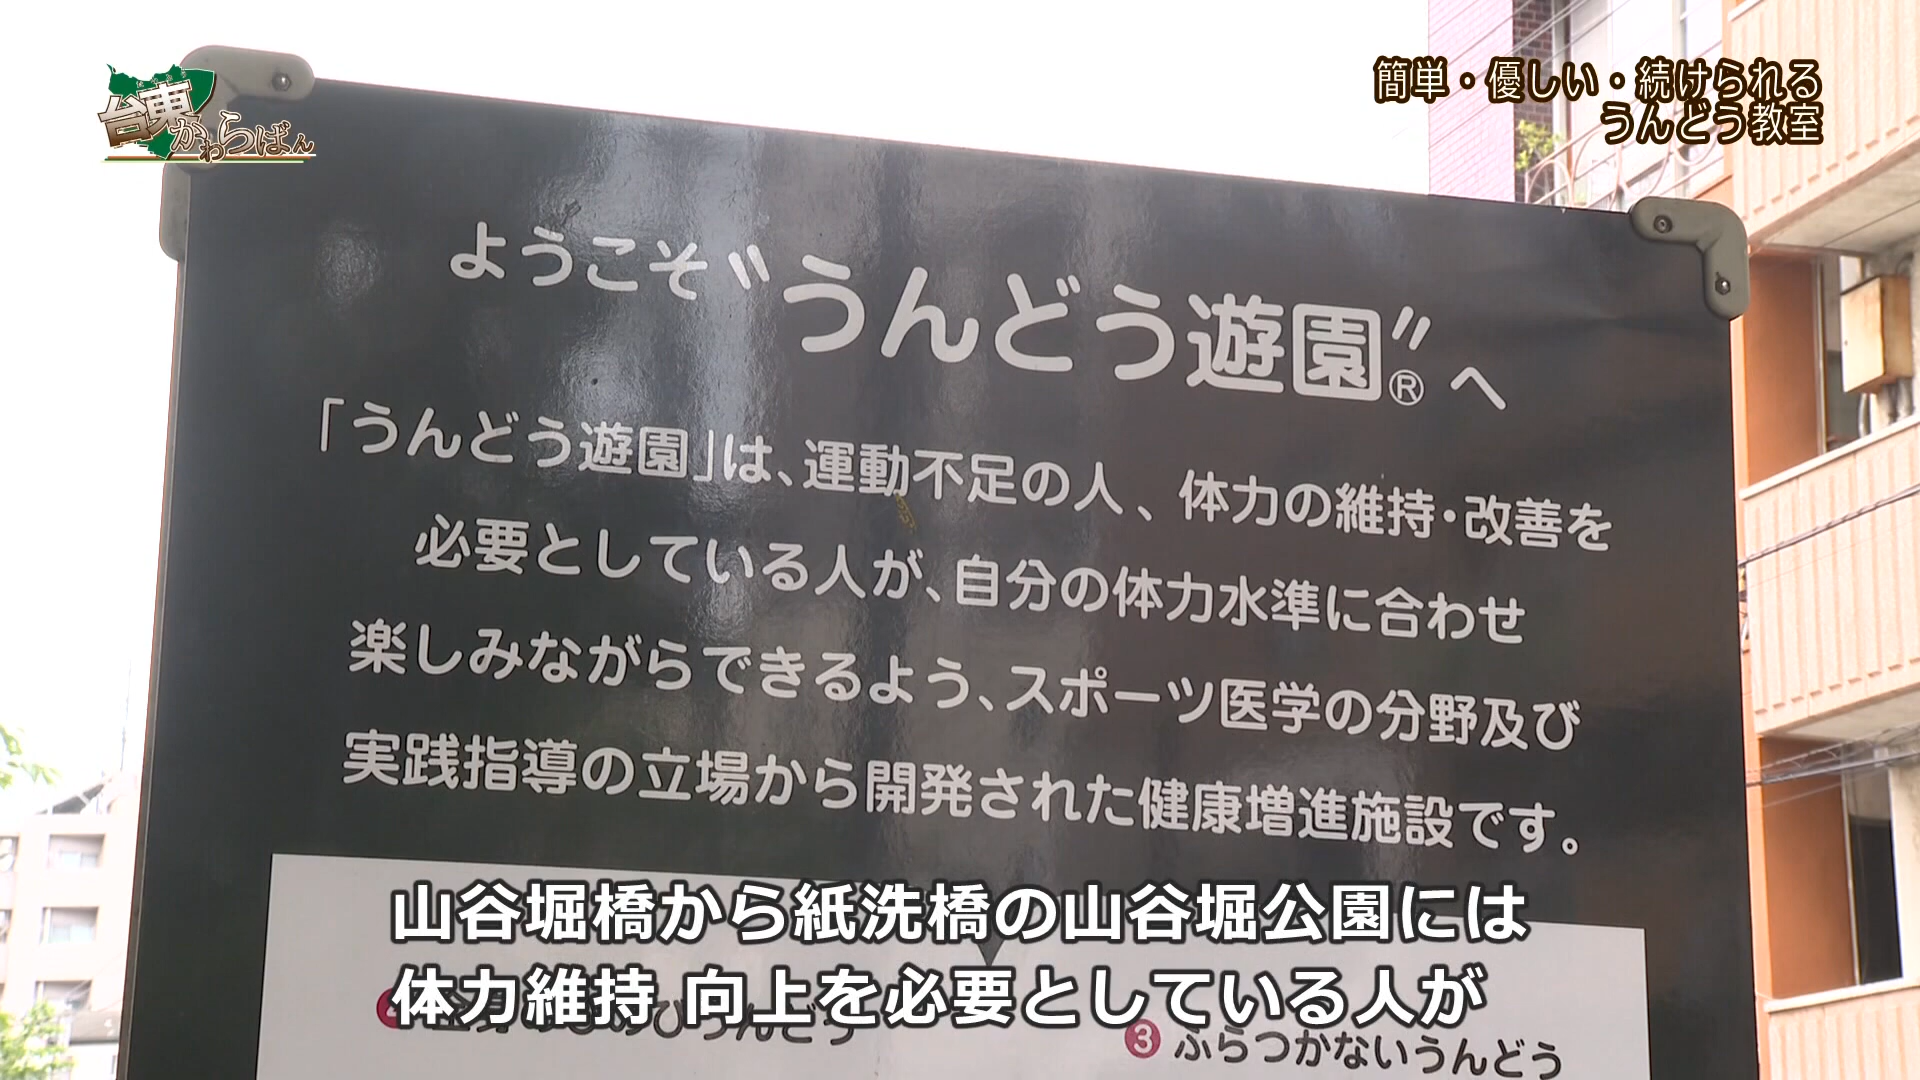 台東かわらばん
簡単・優しい・続けられる
うんどう教室
ようこそ〝うんどう遊園〟®へ
「うんどう遊園」は、運動不足の人、体力の維持・改善を
必要としている人が、自分の体力水準に合わせ
楽しみながらできるよう、スポーツ医学の分野及び
実践指導の立場から開発された健康増進施設です。
山谷堀橋から紙洗橋の山谷堀公園には
体力維持 向上を必要としている人が
3 ふらつかないうんどう